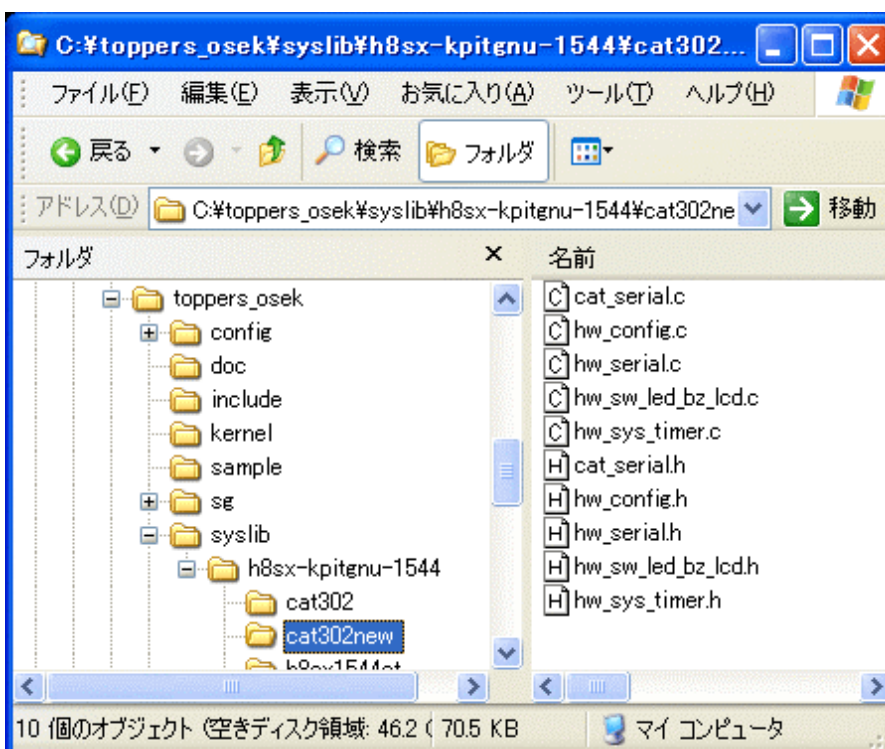 C:¥toppers_osek¥syslib¥h8sx-kpitgnu-1544¥cat302...
ファイル(F) 編集(E) 表示(V) お気に入り(A) ツール(T) ヘルプ(H)
戻る 検索 フォルダ
アドレス(D) C:¥toppers_osek¥syslib¥h8sx-kpitgnu-1544¥cat302ne 移動
フォルダ × 名前
toppers_osek
config
doc
include
kernel
sample
sg
syslib
h8sx-kpitgnu-1544
cat302
cat302new
cat_serial.c
hw_config.c
hw_serial.c
hw_sw_led_bz_lcd.c
hw_sys_timer.c
cat_serial.h
hw_config.h
hw_serial.h
hw_sw_led_bz_lcd.h
hw_sys_timer.h
10 個のオブジェクト (空きディスク領域: 46.2 70.5 KB マイ コンピュータ